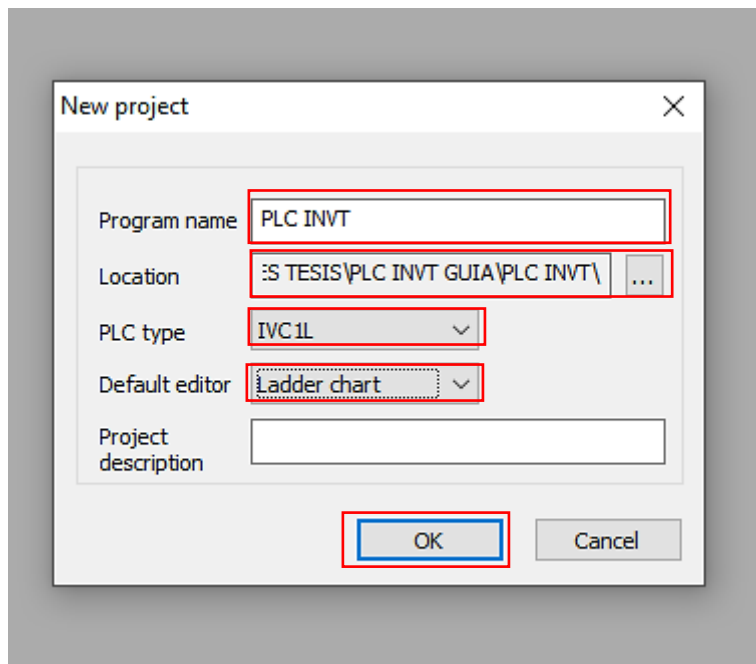 New project
Program name PLC INVT
Location ES TESIS\PLC INVT GUIA\PLC INVT\ ...
PLC type IVC1L
Default editor Ladder chart
Project
description
OK Cancel